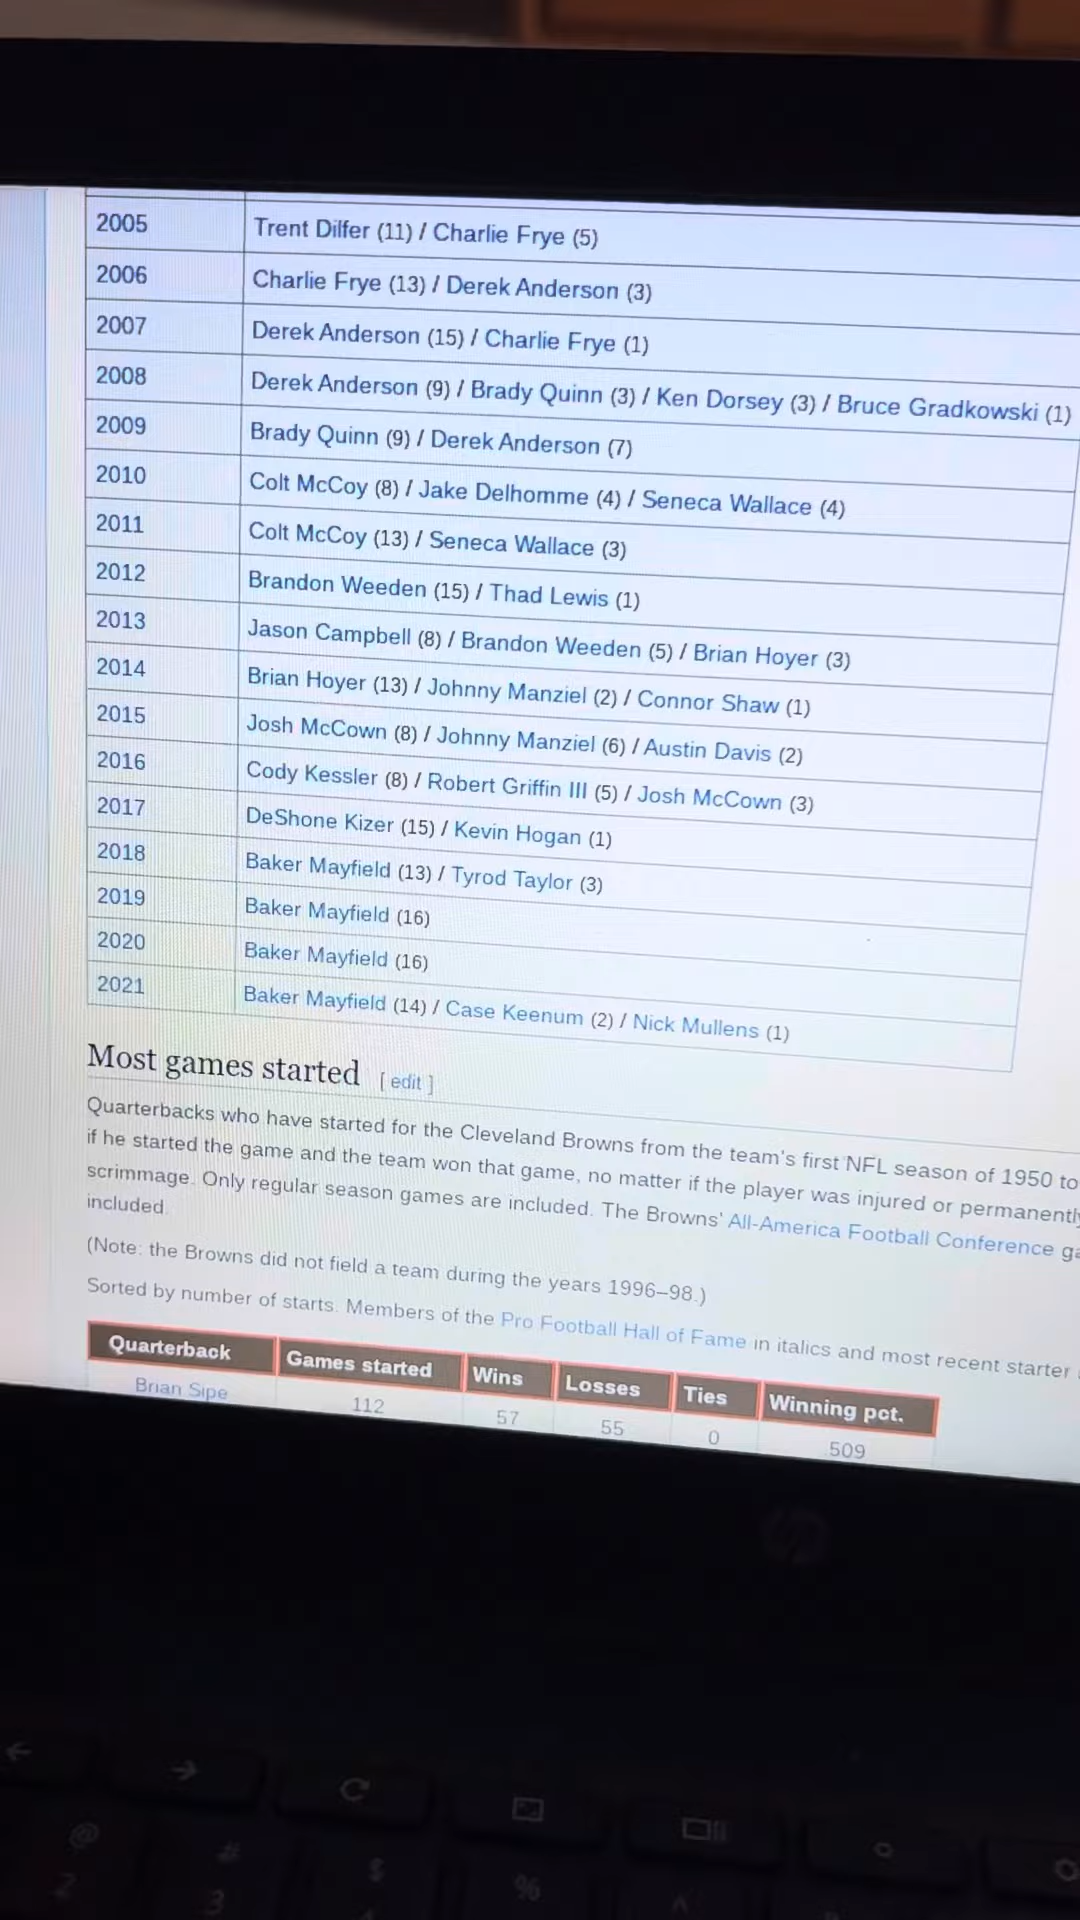 2005 Trent Dilfer (11) / Charlie Frye (5)
2006 Charlie Frye (13) / Derek Anderson (3)
2007 Derek Anderson (15) / Charlie Frye (1)
2008 Derek Anderson (9) / Brady Quinn (3) / Ken Dorsey (3) / Bruce Gradkowski (1)
2009 Brady Quinn (9) / Derek Anderson (7)
2010 Colt McCoy (8) / Jake Delhomme (4) / Seneca Wallace (4)
2011 Colt McCoy (13) / Seneca Wallace (3)
2012 Brandon Weeden (15) / Thad Lewis (1)
2013 Jason Campbell (8) / Brandon Weeden (5) / Brian Hoyer (3)
2014 Brian Hoyer (13) / Johnny Manziel (2) / Connor Shaw (1)
2015 Josh McCown (8) / Johnny Manziel (6) / Austin Davis (2)
2016 Cody Kessler (8) / Robert Griffin III (5) / Josh McCown (3)
2017 DeShone Kizer (15) / Kevin Hogan (1)
2018 Baker Mayfield (13) / Tyrod Taylor (3)
2019 Baker Mayfield (16)
2020 Baker Mayfield (16)
2021 Baker Mayfield (14) / Case Keenum (2) / Nick Mullens (1)
Most games started [ edit ]
Quarterbacks who have started for the Cleveland Browns from the team's first NFL season of 1950 to
if he started the game and the team won that game, no matter if the player was injured or permanently
scrimmage. Only regular season games are included. The Browns' All-America Football Conference ga
included.
(Note: the Browns did not field a team during the years 1996–98.)
Sorted by number of starts. Members of the Pro Football Hall of Fame in italics and most recent starter
Quarterback Games started Wins Losses Ties Winning pct.
Brian Sipe 112 57 55 0 .509
@ # $ % ^
2 3